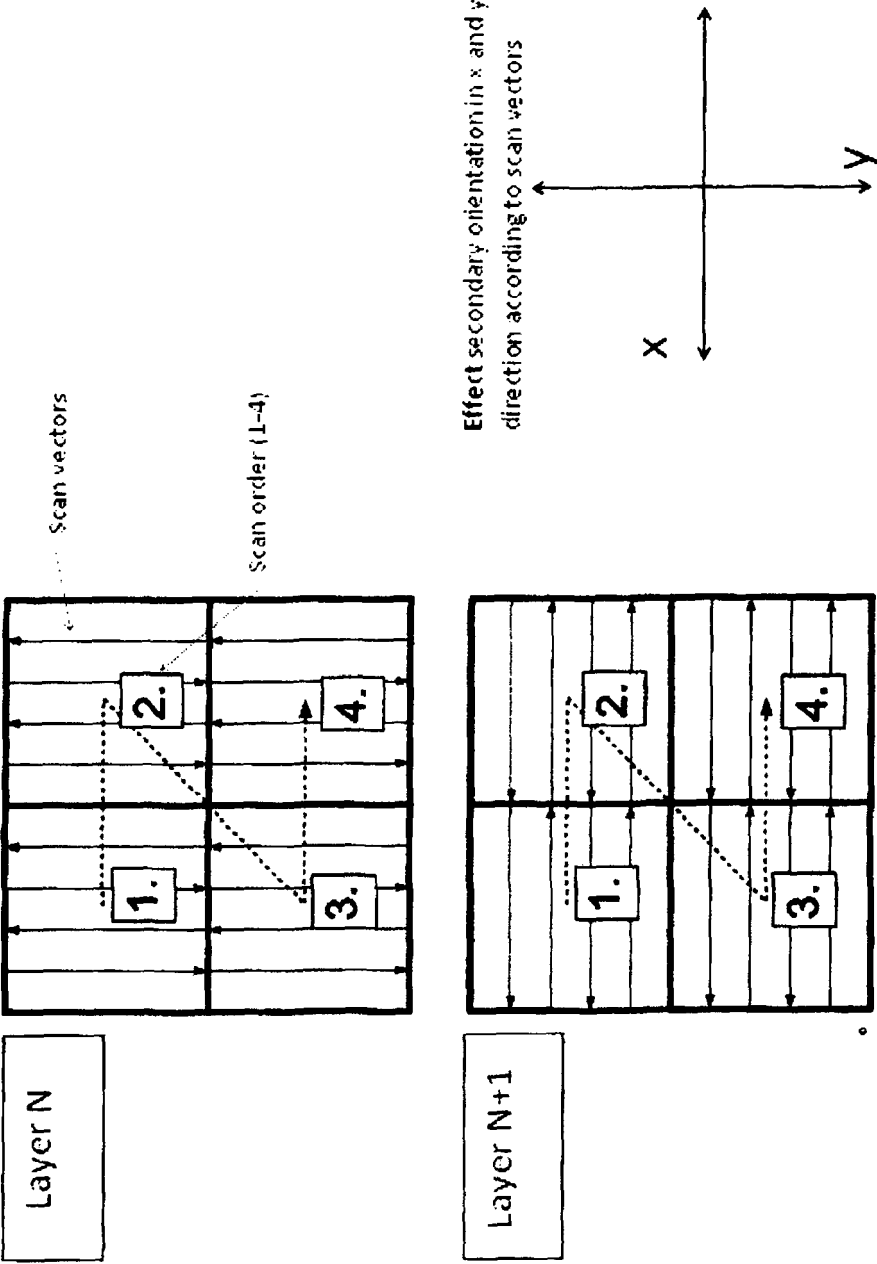 Layer N
1.
2.
3.
4.
Scan vectors
Scan order (1-4)
Layer N+1
1.
2.
3.
4.
Effect secondary orientation in x and y
direction according to scan vectors
x
y